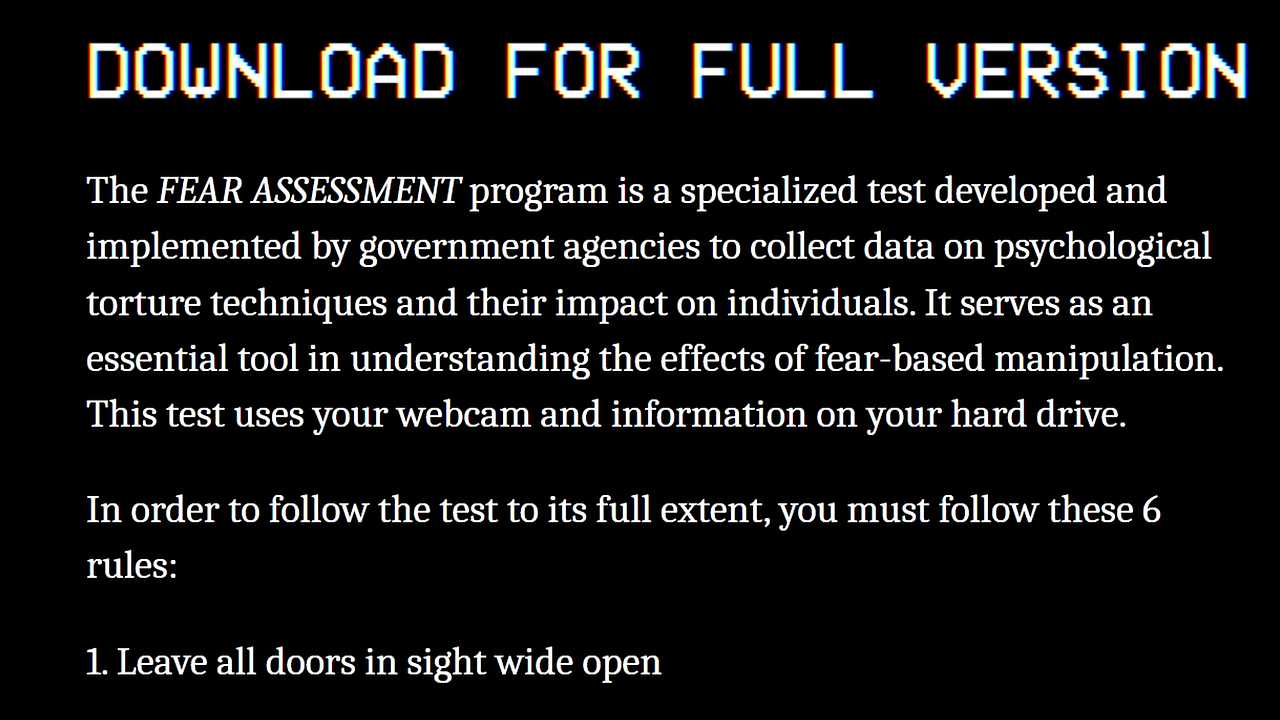 DOWNLOAD FOR FULL VERSION
The FEAR ASSESSMENT program is a specialized test developed and
implemented by government agencies to collect data on psychological
torture techniques and their impact on individuals. It serves as an
essential tool in understanding the effects of fear-based manipulation.
This test uses your webcam and information on your hard drive.
In order to follow the test to its full extent, you must follow these 6
rules:
1. Leave all doors in sight wide open